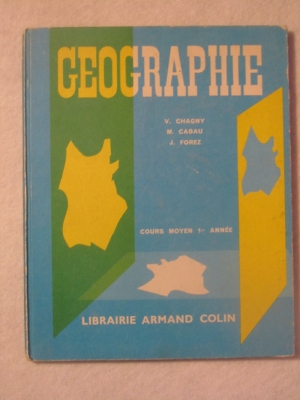 GEOGRAPHIE
V. CHAGNY
M. CABAU
J. FOREZ
COURS MOYEN 1re ANNÉE
LIBRAIRIE ARMAND COLIN